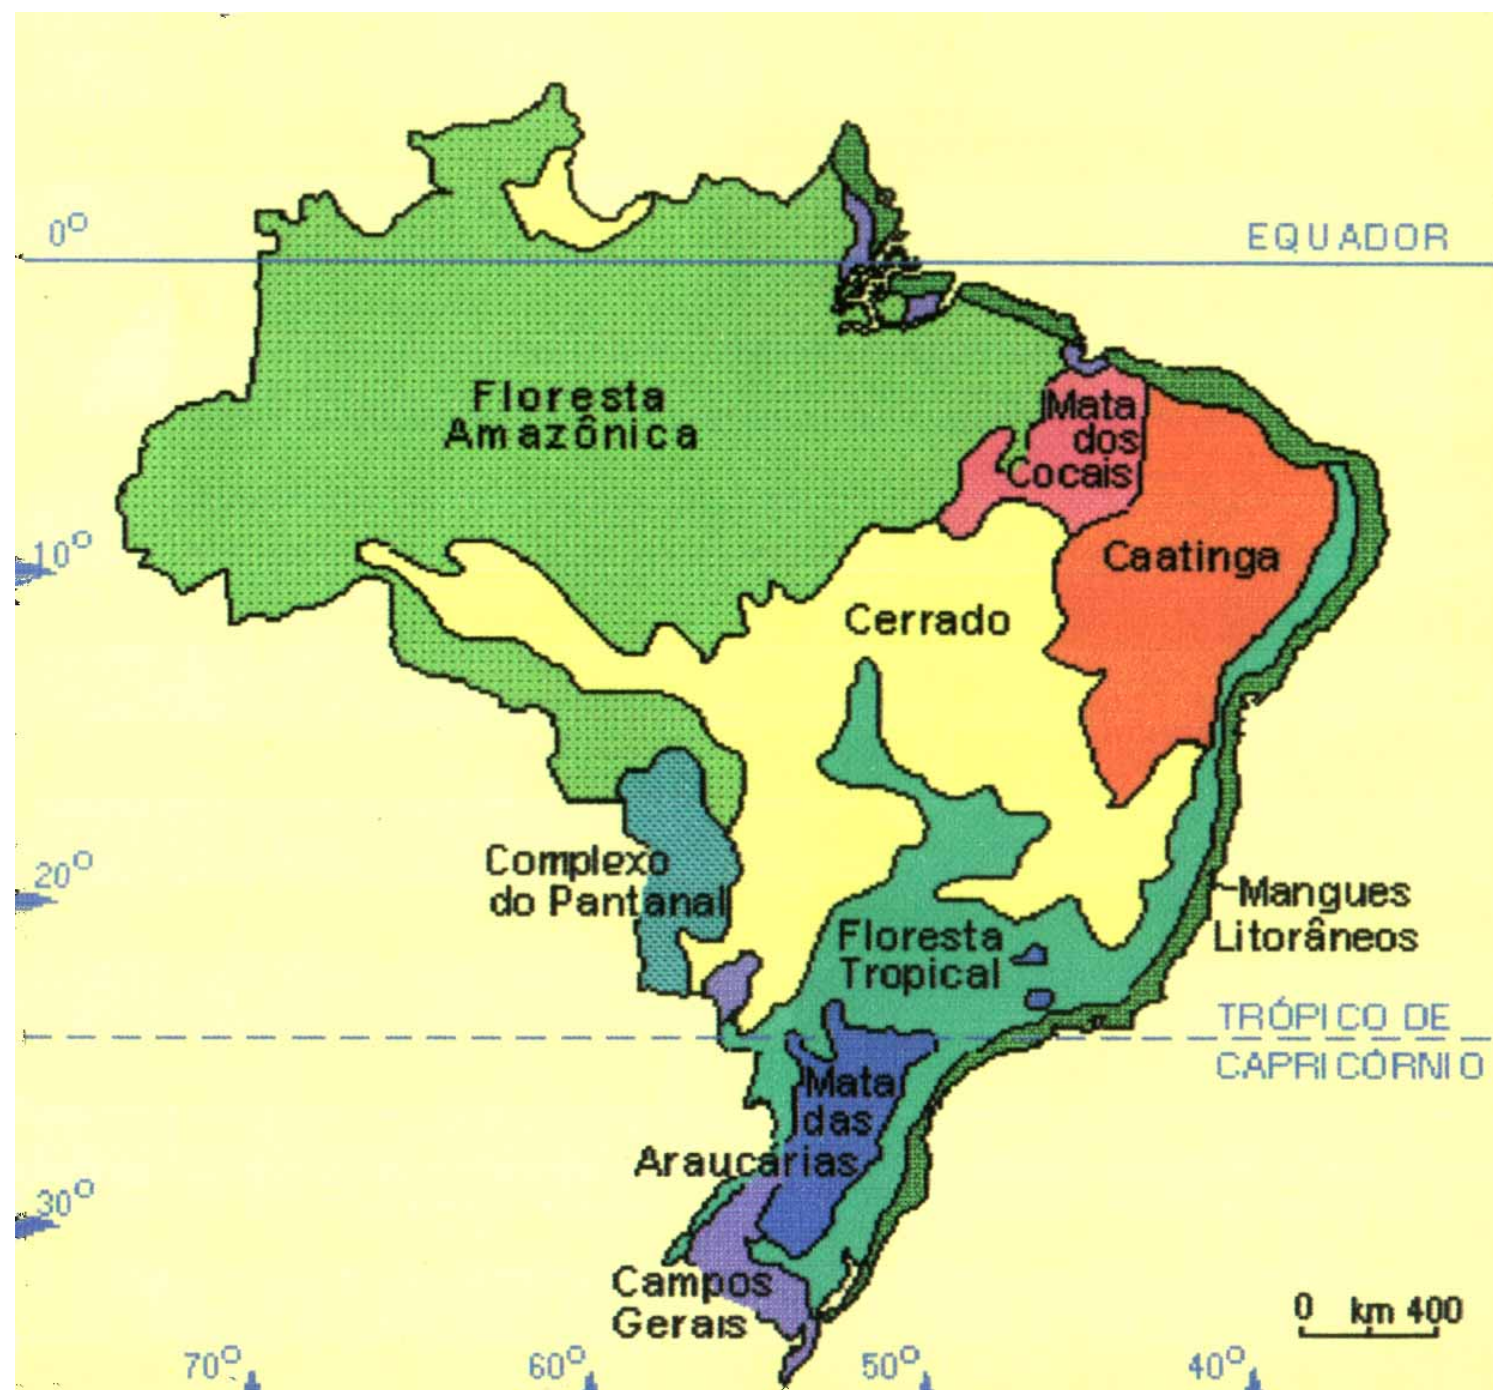 0°
EQUADOR
Floresta
Amazônica
Mata
dos
Cocais
10°
Caatinga
Cerrado
20°
Complexo
do Pantanal
Mangues
Litorâneos
Floresta
Tropical
TRÓPICO DE
CAPRICÓRNIO
Mata
das
Araucárias
30°
Campos
Gerais
0 km 400
70° 60° 50° 40°